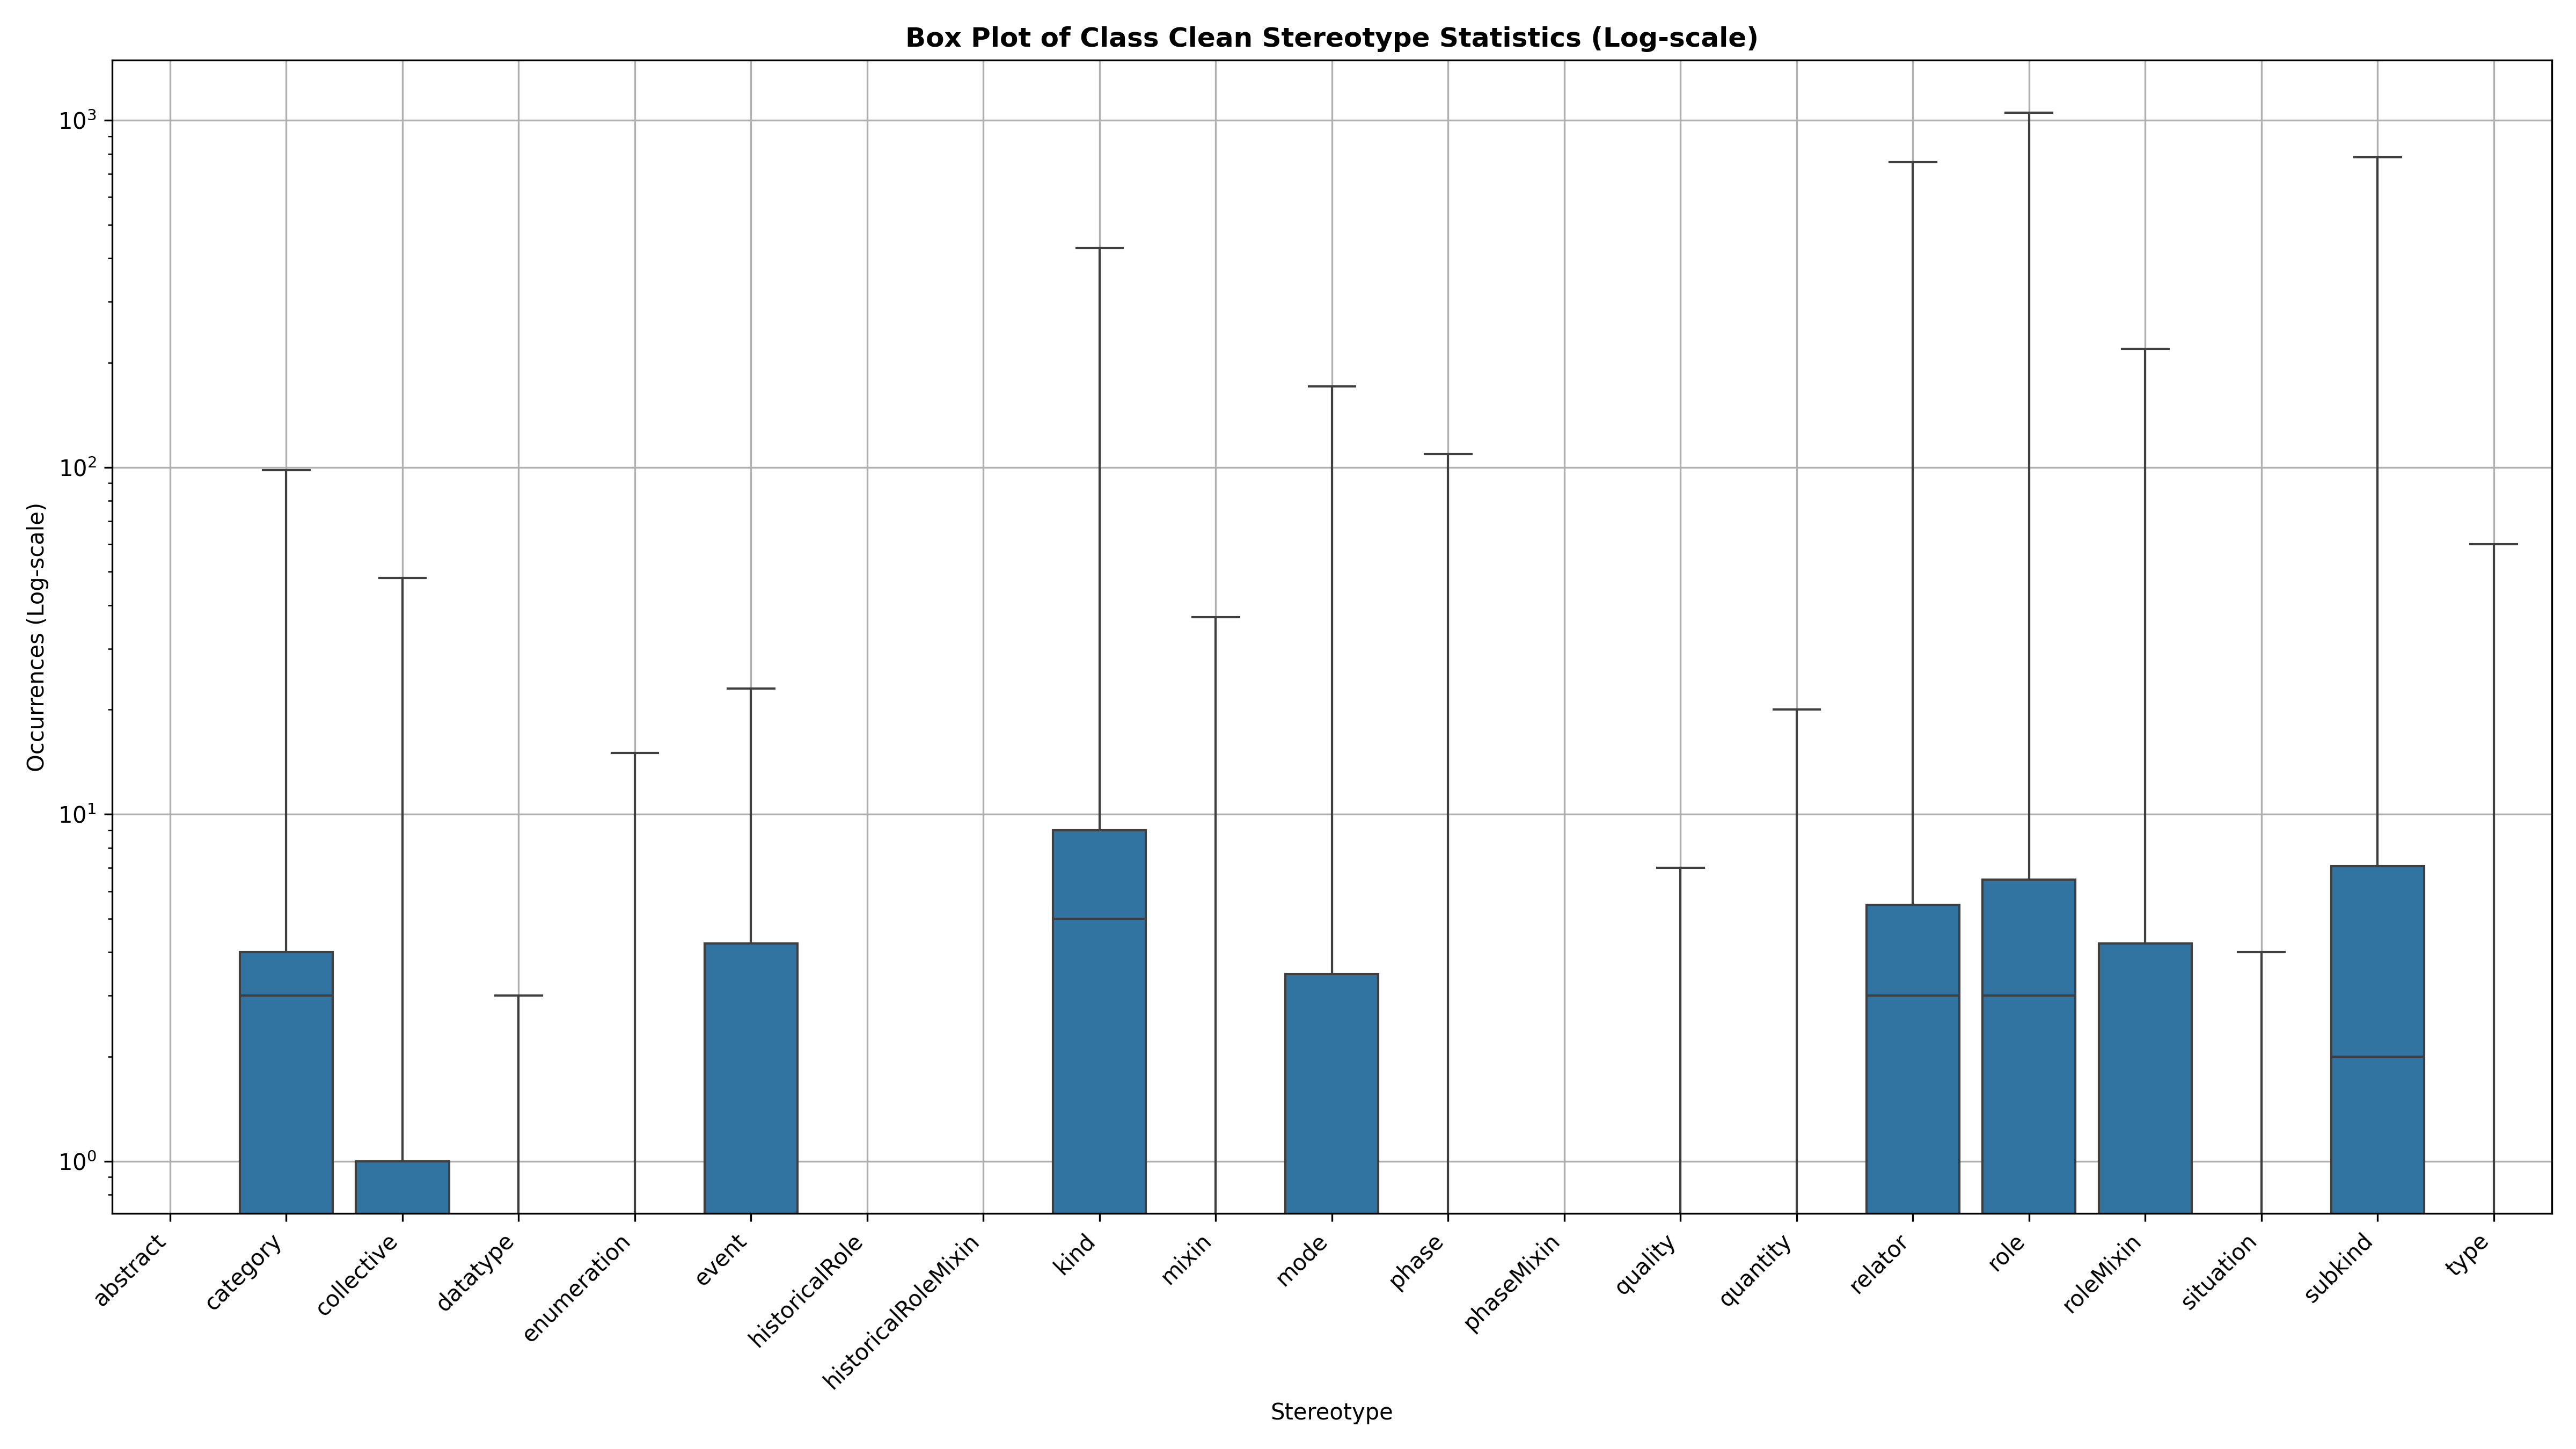 Box Plot of Class Clean Stereotype Statistics (Log-scale)
Occurrences (Log-scale)
10³
10²
10¹
10⁰
abstract
category
collective
datatype
enumeration
event
historicalRole
historicalRoleMixin
kind
mixin
mode
phase
phaseMixin
quality
quantity
relator
role
roleMixin
situation
subkind
type
Stereotype